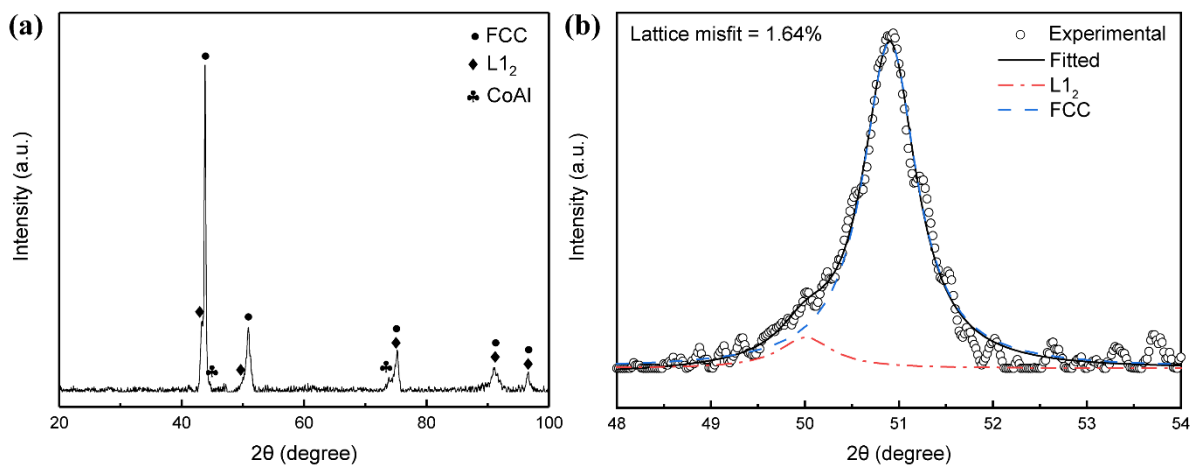 (a)
FCC
L1₂
CoAl
Intensity (a.u.)
20 40 60 80 100
2θ (degree)
(b)
Lattice misfit = 1.64%
Experimental
Fitted
L1₂
FCC
Intensity (a.u.)
48 49 50 51 52 53 54
2θ (degree)